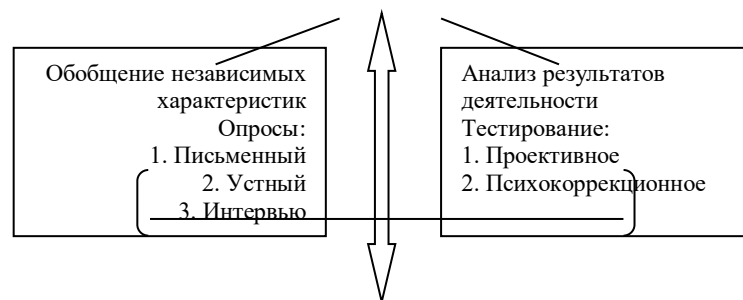 Обобщение независимых
характеристик
Опросы:
1. Письменный
2. Устный
3. Интервью
Анализ результатов
деятельности
Тестирование:
1. Проективное
2. Психокоррекционное